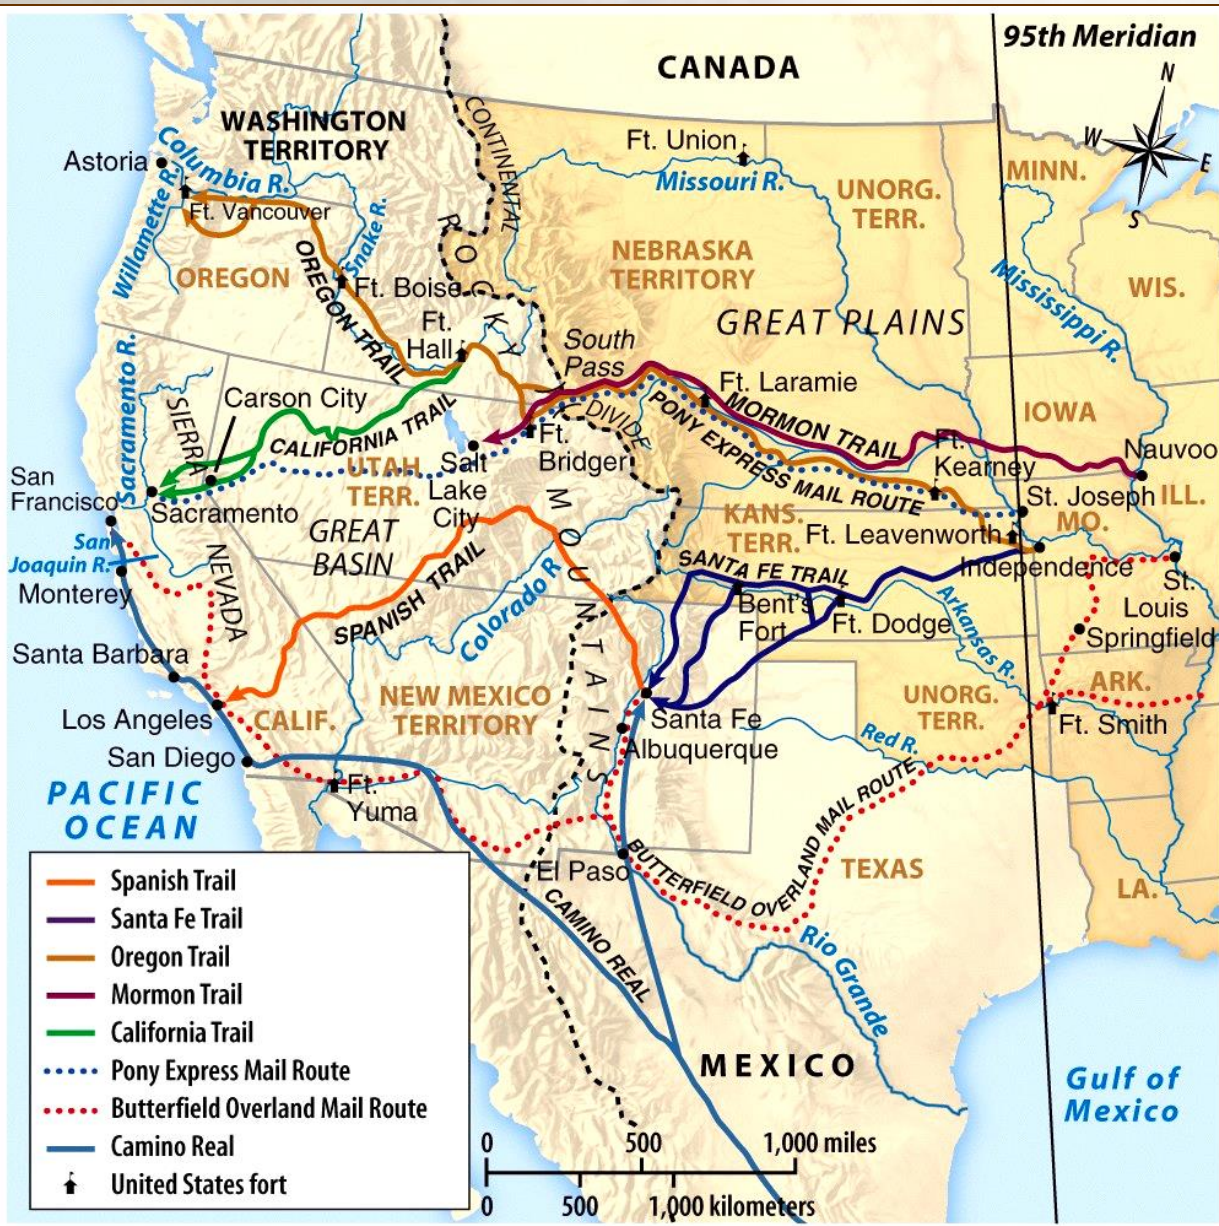 95th Meridian
CANADA
N
W
E
S
WASHINGTON
TERRITORY
CONTINENTAL
DIVIDE
Astoria
Columbia R.
Ft. Union
Missouri R.
MINN.
UNORG.
TERR.
Willamette R.
Ft. Vancouver
Snake R.
OREGON
OREGON TRAIL
ROCKY
MOUNTAINS
NEBRASKA
TERRITORY
Mississippi R.
WIS.
Ft. Boise
GREAT PLAINS
Ft.
Hall
South
Pass
Sacramento R.
Carson City
SIERRA
NEVADA
CALIFORNIA TRAIL
Ft. Laramie
MORMON TRAIL
PONY EXPRESS MAIL ROUTE
IOWA
Nauvoo
Ft.
Kearney
Ft.
Bridger
UTAH
TERR.
Salt
Lake
City
San
Francisco
Sacramento
St. Joseph
ILL.
MO.
KANS.
TERR.
Ft. Leavenworth
GREAT
BASIN
San
Joaquin R.
Monterey
SANTA FE TRAIL
Independence
St.
Louis
SPANISH TRAIL
Colorado R.
Bent's
Fort
Ft. Dodge
Arkansas R.
Springfield
Santa Barbara
NEW MEXICO
TERRITORY
UNORG.
TERR.
ARK.
Los Angeles
CALIF.
Santa Fe
Albuquerque
Ft. Smith
San Diego
Red R.
PACIFIC
OCEAN
Ft.
Yuma
BUTTERFIELD OVERLAND MAIL ROUTE
El Paso
TEXAS
LA.
CAMINO REAL
Rio Grande
MEXICO
Gulf of
Mexico
Spanish Trail
Santa Fe Trail
Oregon Trail
Mormon Trail
California Trail
Pony Express Mail Route
Butterfield Overland Mail Route
Camino Real
United States fort
0 500 1,000 miles
0 500 1,000 kilometers